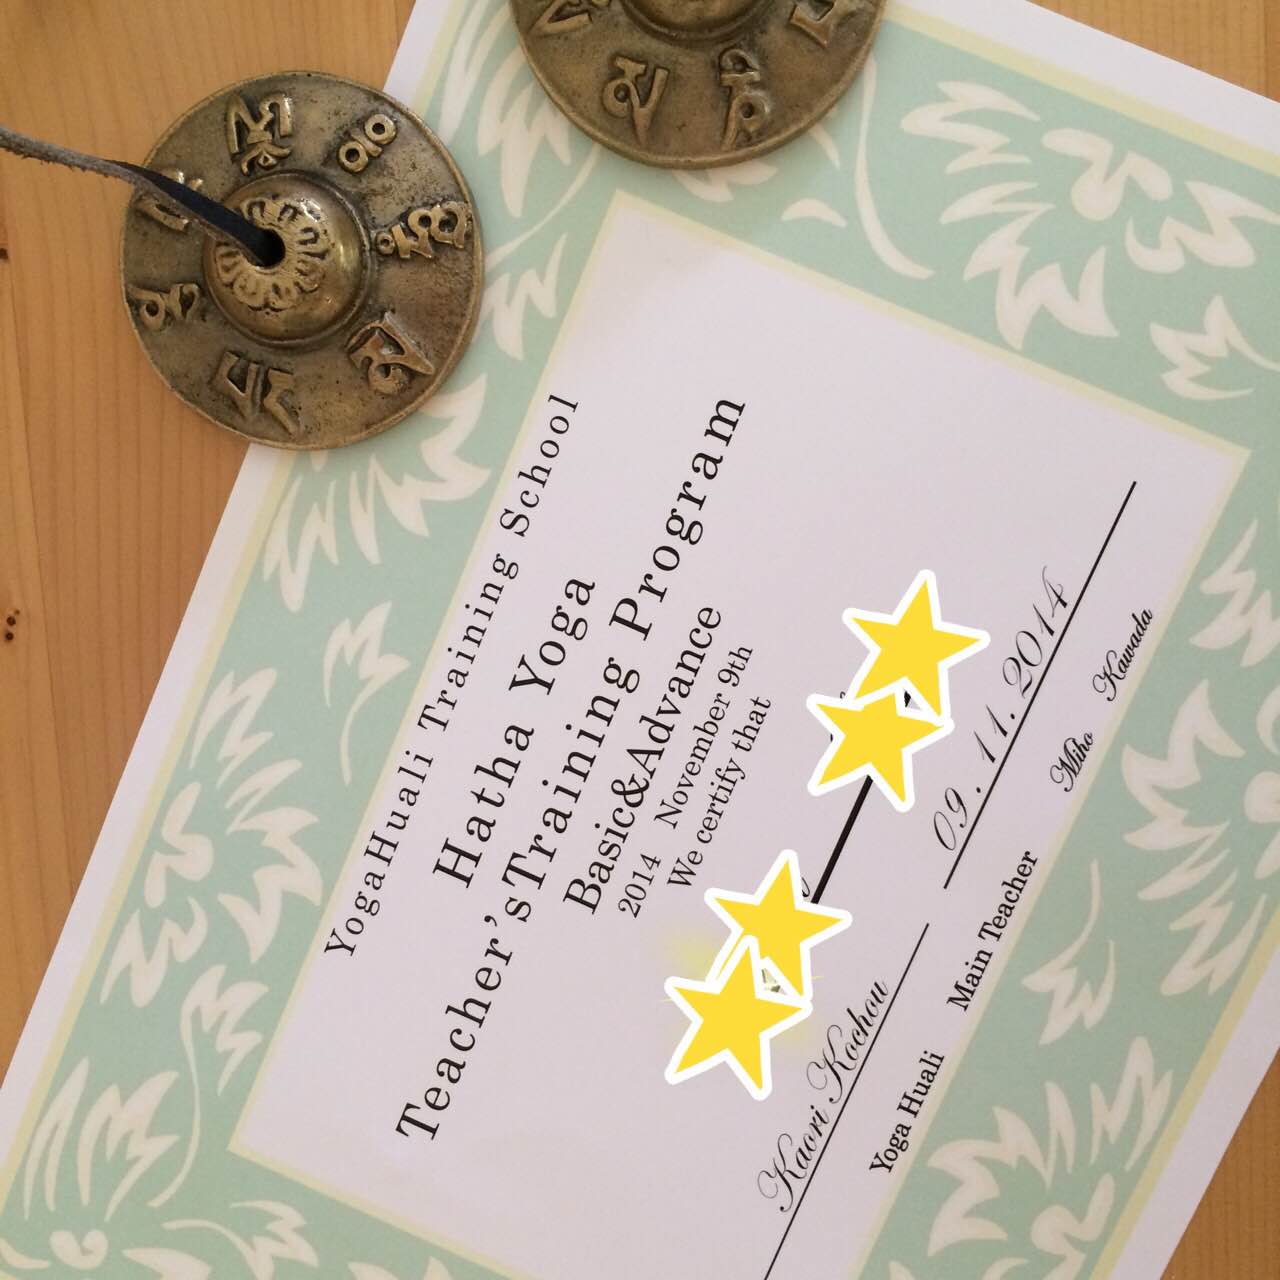 YogaHuali Training School
Hatha Yoga
Teacher'sTraining Program
Basic&Advance
2014 November 9th
We certify that
Kaori Kochou
09.11.2014
Yoga Huali Main Teacher Miho Kawada